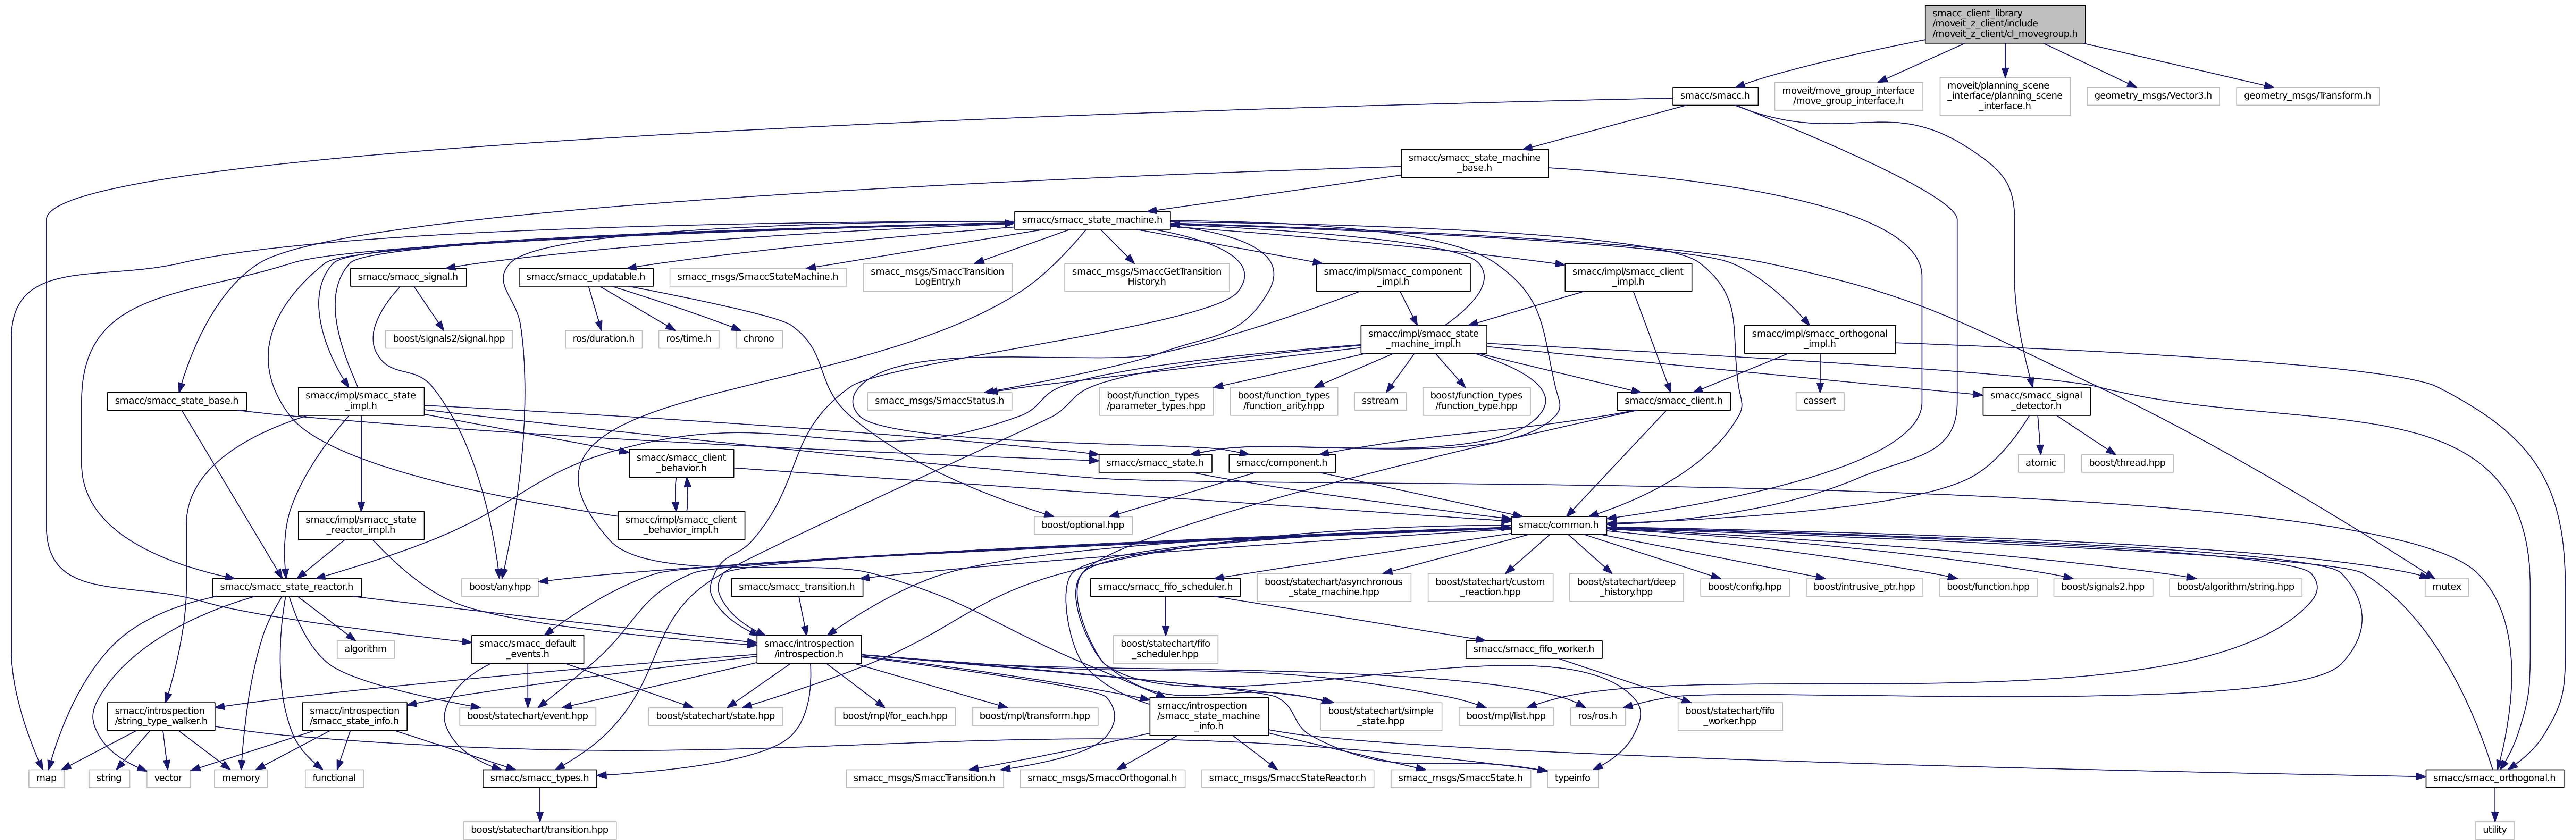 smacc_client_library
/moveit_z_client/include
/moveit_z_client/cl_movegroup.h
smacc/smacc.h
moveit/move_group_interface
/move_group_interface.h
moveit/planning_scene
_interface/planning_scene
_interface.h
geometry_msgs/Vector3.h
geometry_msgs/Transform.h
smacc/smacc_state_machine
_base.h
smacc/smacc_state_machine.h
smacc/smacc_signal.h
smacc/smacc_updatable.h
smacc_msgs/SmaccStateMachine.h
smacc_msgs/SmaccTransition
LogEntry.h
smacc_msgs/SmaccGetTransition
History.h
smacc/impl/smacc_component
_impl.h
smacc/impl/smacc_client
_impl.h
boost/signals2/signal.hpp
ros/duration.h
ros/time.h
chrono
smacc/impl/smacc_state
_machine_impl.h
smacc/impl/smacc_orthogonal
_impl.h
smacc/smacc_state_base.h
smacc/impl/smacc_state
_impl.h
smacc_msgs/SmaccStatus.h
boost/function_types
/parameter_types.hpp
boost/function_types
/function_arity.hpp
sstream
boost/function_types
/function_type.hpp
smacc/smacc_client.h
cassert
smacc/smacc_signal
_detector.h
smacc/smacc_client
_behavior.h
smacc/smacc_state.h
smacc/component.h
atomic
boost/thread.hpp
smacc/impl/smacc_state
_reactor_impl.h
smacc/impl/smacc_client
_behavior_impl.h
boost/optional.hpp
smacc/common.h
smacc/smacc_state_reactor.h
boost/any.hpp
smacc/smacc_transition.h
smacc/smacc_fifo_scheduler.h
boost/statechart/asynchronous
_state_machine.hpp
boost/statechart/custom
_reaction.hpp
boost/statechart/deep
_history.hpp
boost/config.hpp
boost/intrusive_ptr.hpp
boost/function.hpp
boost/signals2.hpp
boost/algorithm/string.hpp
mutex
algorithm
smacc/smacc_default
_events.h
smacc/introspection
/introspection.h
boost/statechart/fifo
_scheduler.hpp
smacc/smacc_fifo_worker.h
smacc/introspection
/string_type_walker.h
smacc/introspection
/smacc_state_info.h
boost/statechart/event.hpp
boost/statechart/state.hpp
boost/mpl/for_each.hpp
boost/mpl/transform.hpp
smacc/introspection
/smacc_state_machine
_info.h
boost/statechart/simple
_state.hpp
boost/mpl/list.hpp
ros/ros.h
boost/statechart/fifo
_worker.hpp
map
string
vector
memory
functional
smacc/smacc_types.h
smacc_msgs/SmaccTransition.h
smacc_msgs/SmaccOrthogonal.h
smacc_msgs/SmaccStateReactor.h
smacc_msgs/SmaccState.h
typeinfo
smacc/smacc_orthogonal.h
boost/statechart/transition.hpp
utility